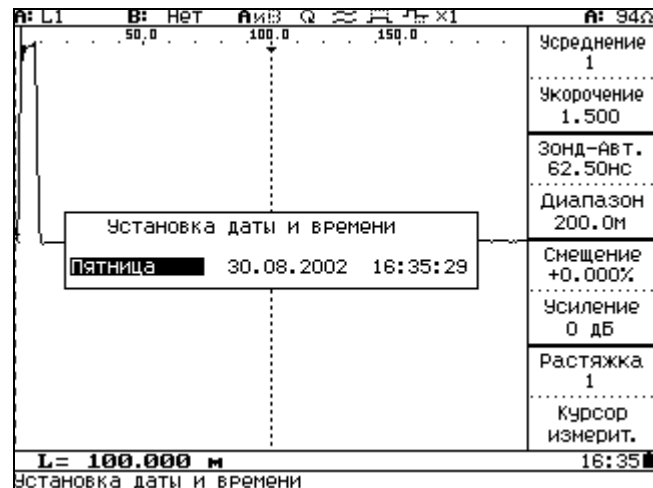 A: L1 B: Нет АиВ Q ×1 A: 94Ω
50,0 100.0 150,0
Усреднение
1
Укорочение
1.500
Зонд-Авт.
62.50нс
Диапазон
200.0м
Смещение
+0.000%
Усиление
0 дБ
Растяжка
1
Курсор
измерит.
Установка даты и времени
Пятница 30.08.2002 16:35:29
L= 100.000 м 16:35
Установка даты и времени